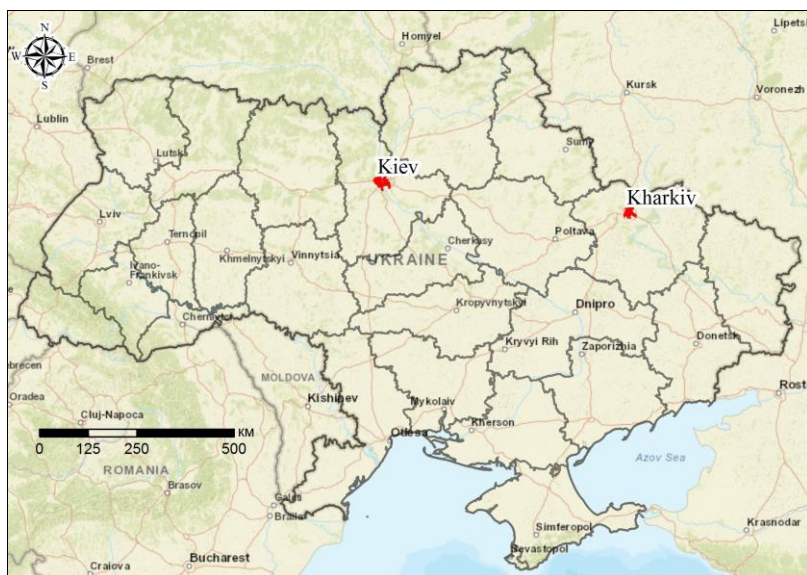 N
W E
S
Homyel
Lipets
Brest
Kursk
Voronezh
Lublin
Lutsk
Sumy
Kiev
Kharkiv
Lviv
Ternopil
Khmelnytskyi
Vinnytsia
Cherkasy
Poltava
UKRAINE
Ivano-
Frankivsk
Chernivtsi
Kropyvnytskyi
Dnipro
Donetsk
Kryvyi Rih
Zaporizhia
MOLDOVA
Kishinev
Mykolaiv
Kherson
Odesa
Rost
Oradea
Cluj-Napoca
KM
0 125 250 500
ROMANIA
Brasov
Galati
Braila
Azov Sea
Simferopol
Sevastopol
Krasnodar
Bucharest
Craiova